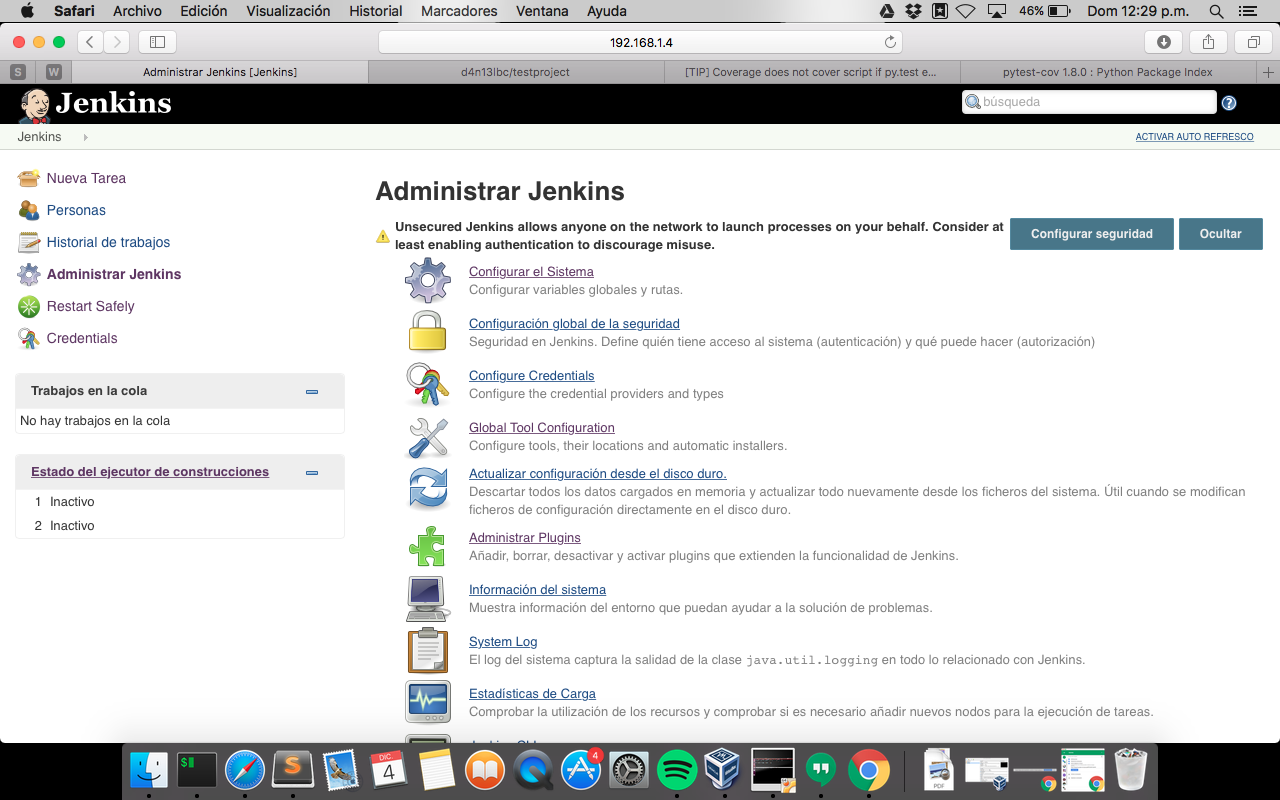 Safari Archivo Edición Visualización Historial Marcadores Ventana Ayuda 46% Dom 12:29 p.m.
192.168.1.4
S W Administrar Jenkins [Jenkins] d4n13lbc/testproject [TIP] Coverage does not cover script if py.test e... pytest-cov 1.8.0 : Python Package Index
Jenkins búsqueda
Jenkins ACTIVAR AUTO REFRESCO
Nueva Tarea
Personas
Historial de trabajos
Administrar Jenkins
Restart Safely
Credentials
Trabajos en la cola
No hay trabajos en la cola
Estado del ejecutor de construcciones
1 Inactivo
2 Inactivo
Administrar Jenkins
Unsecured Jenkins allows anyone on the network to launch processes on your behalf. Consider at
least enabling authentication to discourage misuse.
Configurar seguridad Ocultar
Configurar el Sistema
Configurar variables globales y rutas.
Configuración global de la seguridad
Seguridad en Jenkins. Define quién tiene acceso al sistema (autenticación) y qué puede hacer (autorización)
Configure Credentials
Configure the credential providers and types
Global Tool Configuration
Configure tools, their locations and automatic installers.
Actualizar configuración desde el disco duro.
Descartar todos los datos cargados en memoria y actualizar todo nuevamente desde los ficheros del sistema. Útil cuando se modifican
ficheros de configuración directamente en el disco duro.
Administrar Plugins
Añadir, borrar, desactivar y activar plugins que extienden la funcionalidad de Jenkins.
Información del sistema
Muestra información del entorno que puedan ayudar a la solución de problemas.
System Log
El log del sistema captura la salidad de la clase java.util.logging en todo lo relacionado con Jenkins.
Estadísticas de Carga
Comprobar la utilización de los recursos y comprobar si es necesario añadir nuevos nodos para la ejecución de tareas.
DIC.
4
4
PDF